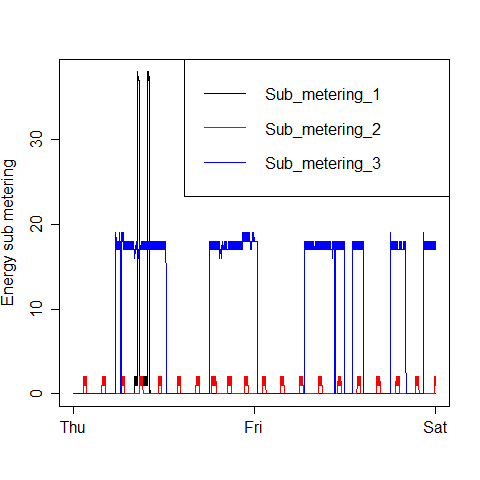 Sub_metering_1
Sub_metering_2
Sub_metering_3
Energy sub metering
30
20
10
0
Thu Fri Sat